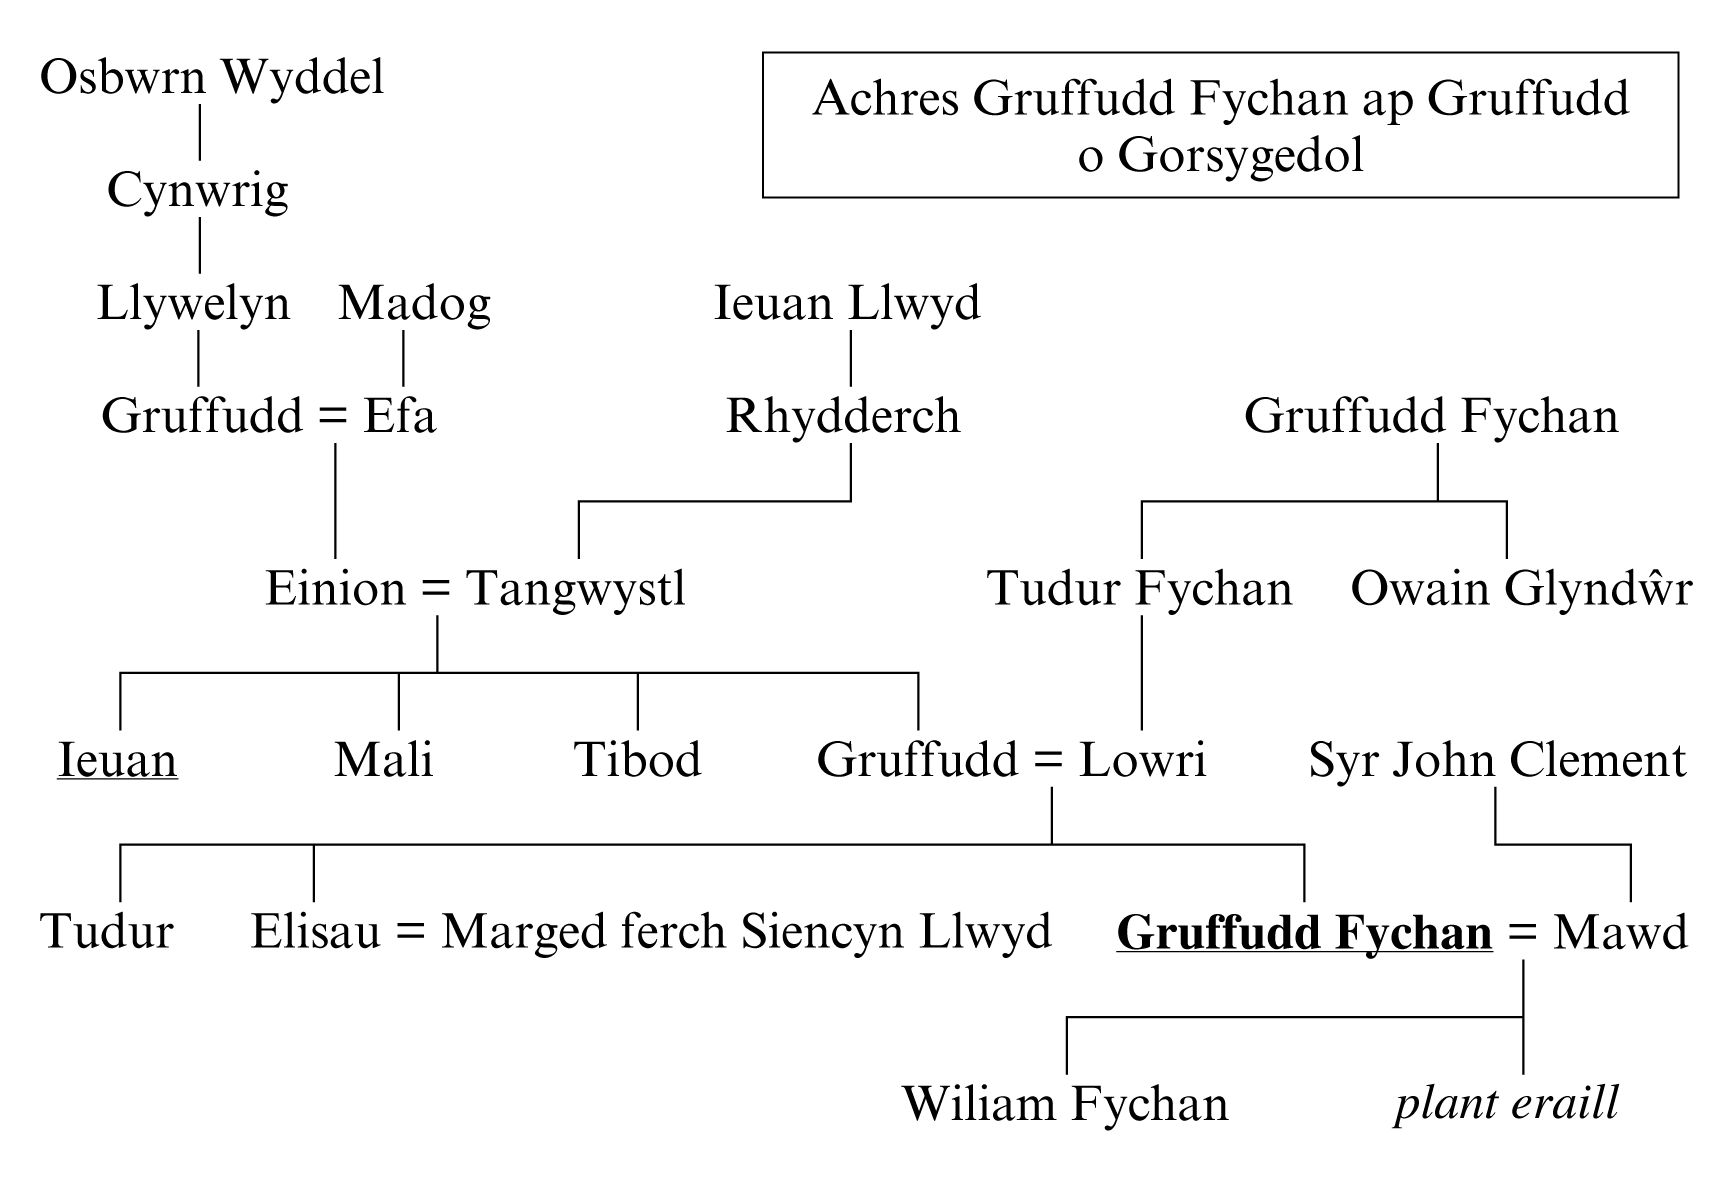 Osbwrn Wyddel
Achres Gruffudd Fychan ap Gruffudd
o Gorsygedol
Cynwrig
Llywelyn Madog Ieuan Llwyd
Gruffudd = Efa Rhydderch Gruffudd Fychan
Einion = Tangwystl Tudur Fychan Owain Glyndŵr
Ieuan Mali Tibod Gruffudd = Lowri Syr John Clement
Tudur Elisau = Marged ferch Siencyn Llwyd Gruffudd Fychan = Mawd
Wiliam Fychan plant eraill